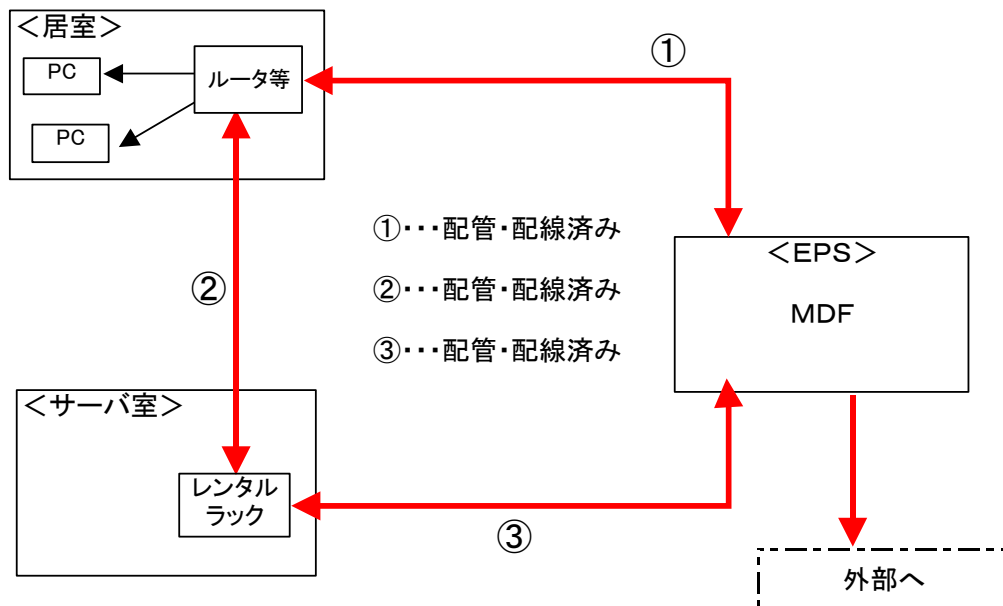 <居室>
PC
ルータ等
PC
①
①･･･配管･配線済み
②
②･･･配管･配線済み
③･･･配管･配線済み
<EPS>
MDF
<サーバ室>
レンタル
ラック
③
外部へ